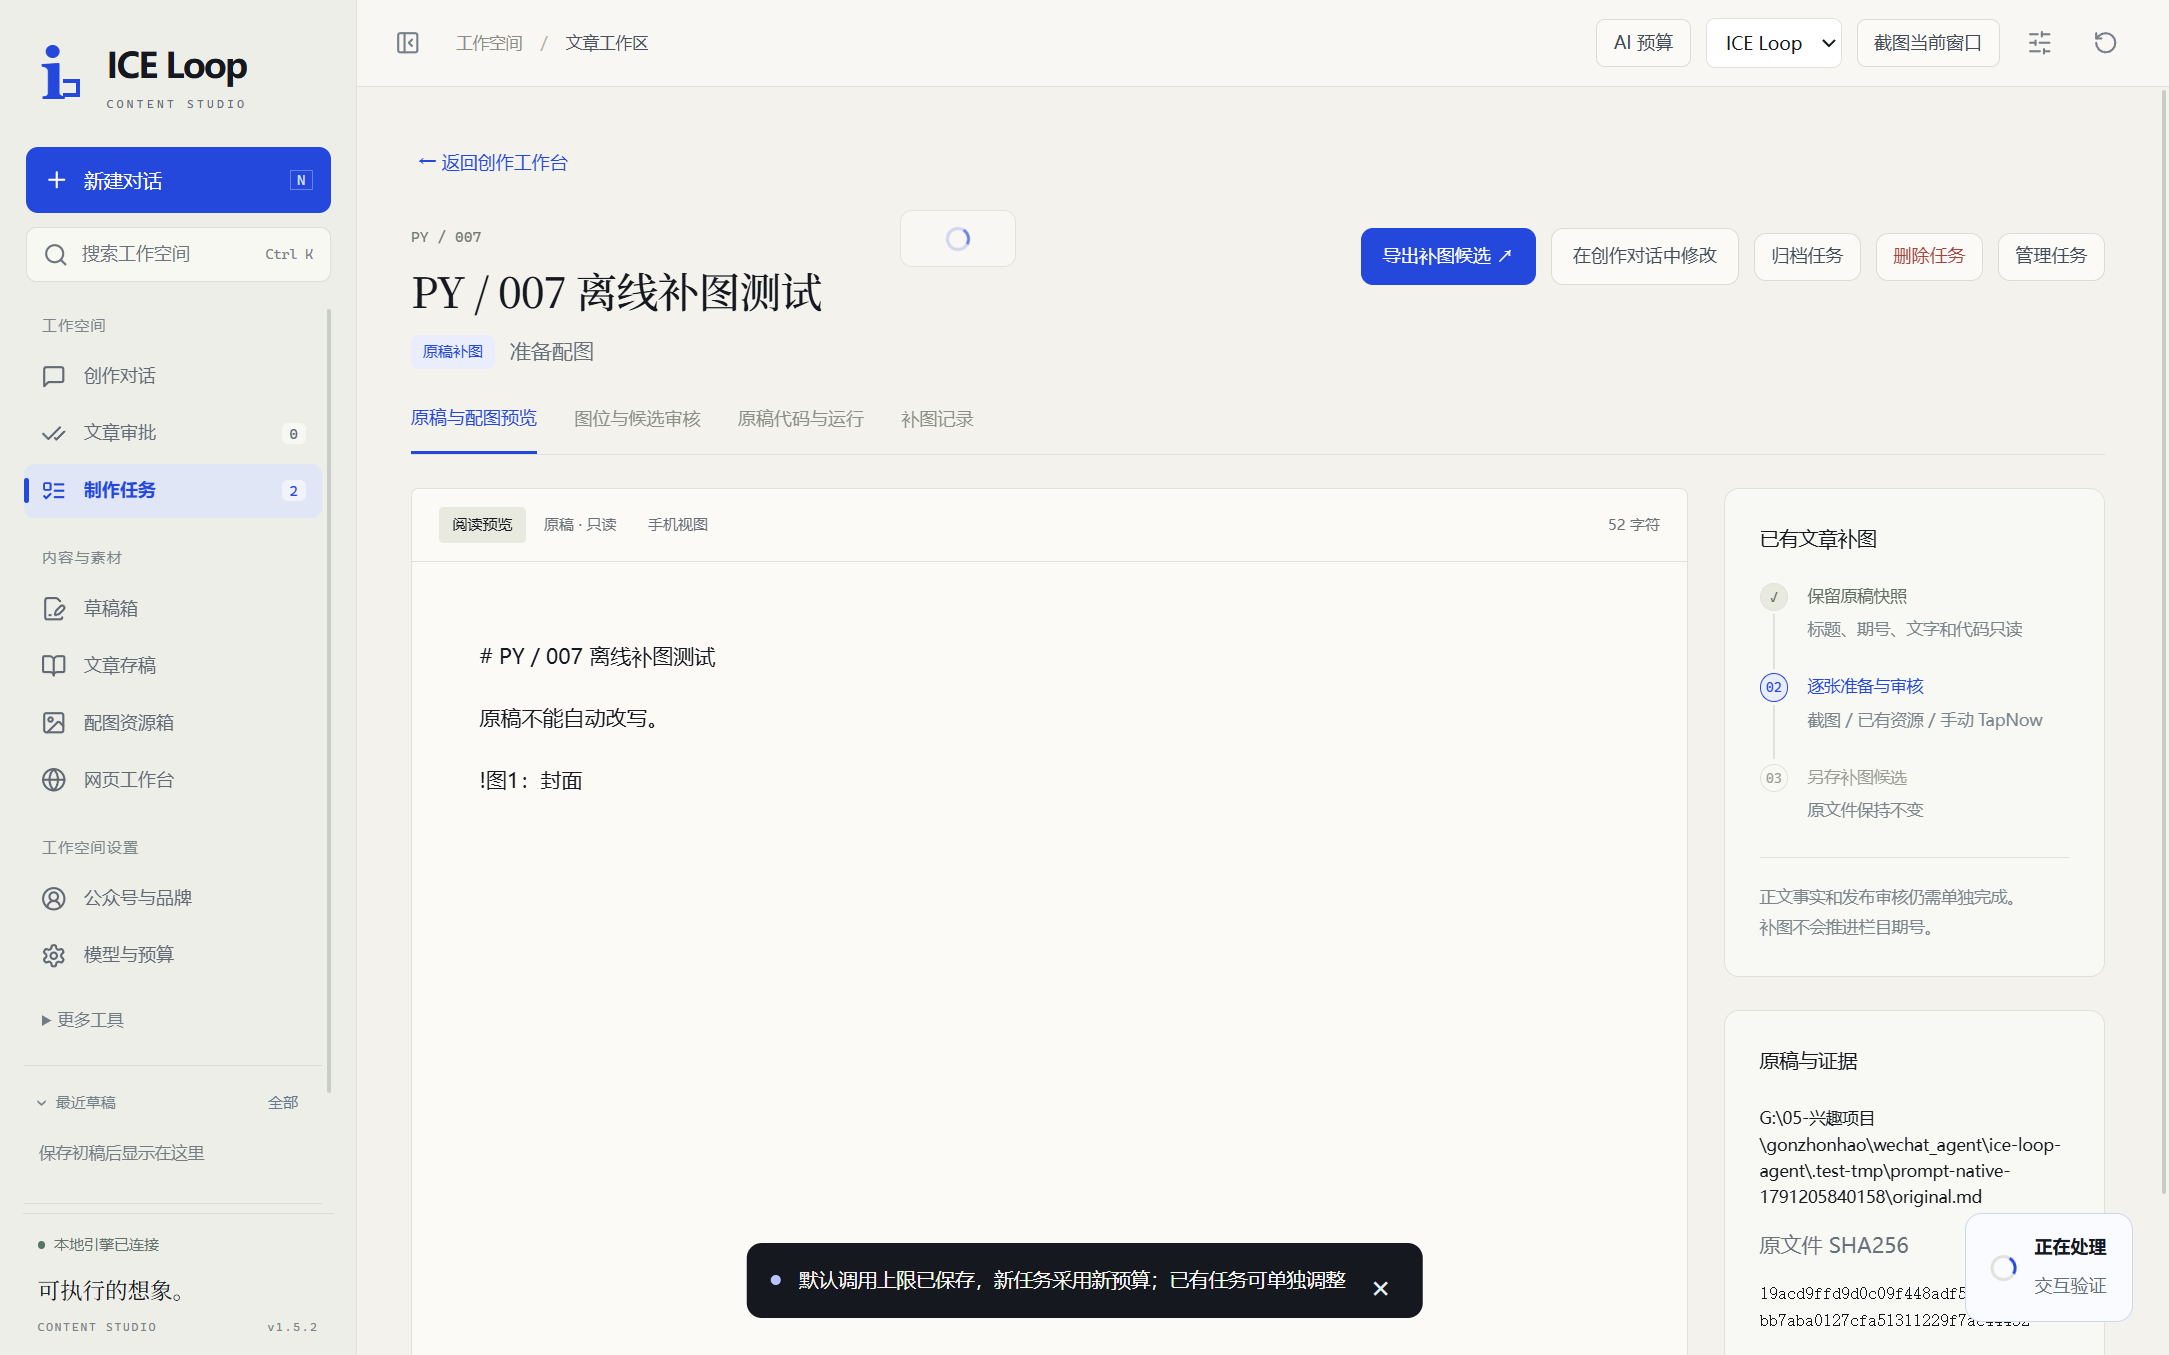 ICE Loop
CONTENT STUDIO
新建对话
N
搜索工作空间
Ctrl K
工作空间
创作对话
文章审批
0
制作任务
2
内容与素材
草稿箱
文章存稿
配图资源箱
网页工作台
工作空间设置
公众号与品牌
模型与预算
更多工具
最近草稿
全部
保存初稿后显示在这里
本地引擎已连接
可执行的想象。
CONTENT STUDIO
v1.5.2
工作空间 / 文章工作区
AI 预算
ICE Loop
截图当前窗口
← 返回创作工作台
PY / 007
PY / 007 离线补图测试
原稿补图
准备配图
导出补图候选 ↗
在创作对话中修改
归档任务
删除任务
管理任务
原稿与配图预览
图位与候选审核
原稿代码与运行
补图记录
阅读预览
原稿 · 只读
手机视图
52 字符
# PY / 007 离线补图测试
原稿不能自动改写。
!图1：封面
已有文章补图
✓
保留原稿快照
标题、期号、文字和代码只读
02
逐张准备与审核
截图 / 已有资源 / 手动 TapNow
03
另存补图候选
原文件保持不变
正文事实和发布审核仍需单独完成。
补图不会推进栏目期号。
原稿与证据
G:\05-兴趣项目
\gonzhonhao\wechat_agent\ice-loop-
agent\.test-tmp\prompt-native-
1791205840158\original.md
原文件 SHA256
19acd9ffd9d0c09f448adf5
bb7aba0127cfa51311229f7ac44452
正在处理
交互验证
默认调用上限已保存，新任务采用新预算；已有任务可单独调整